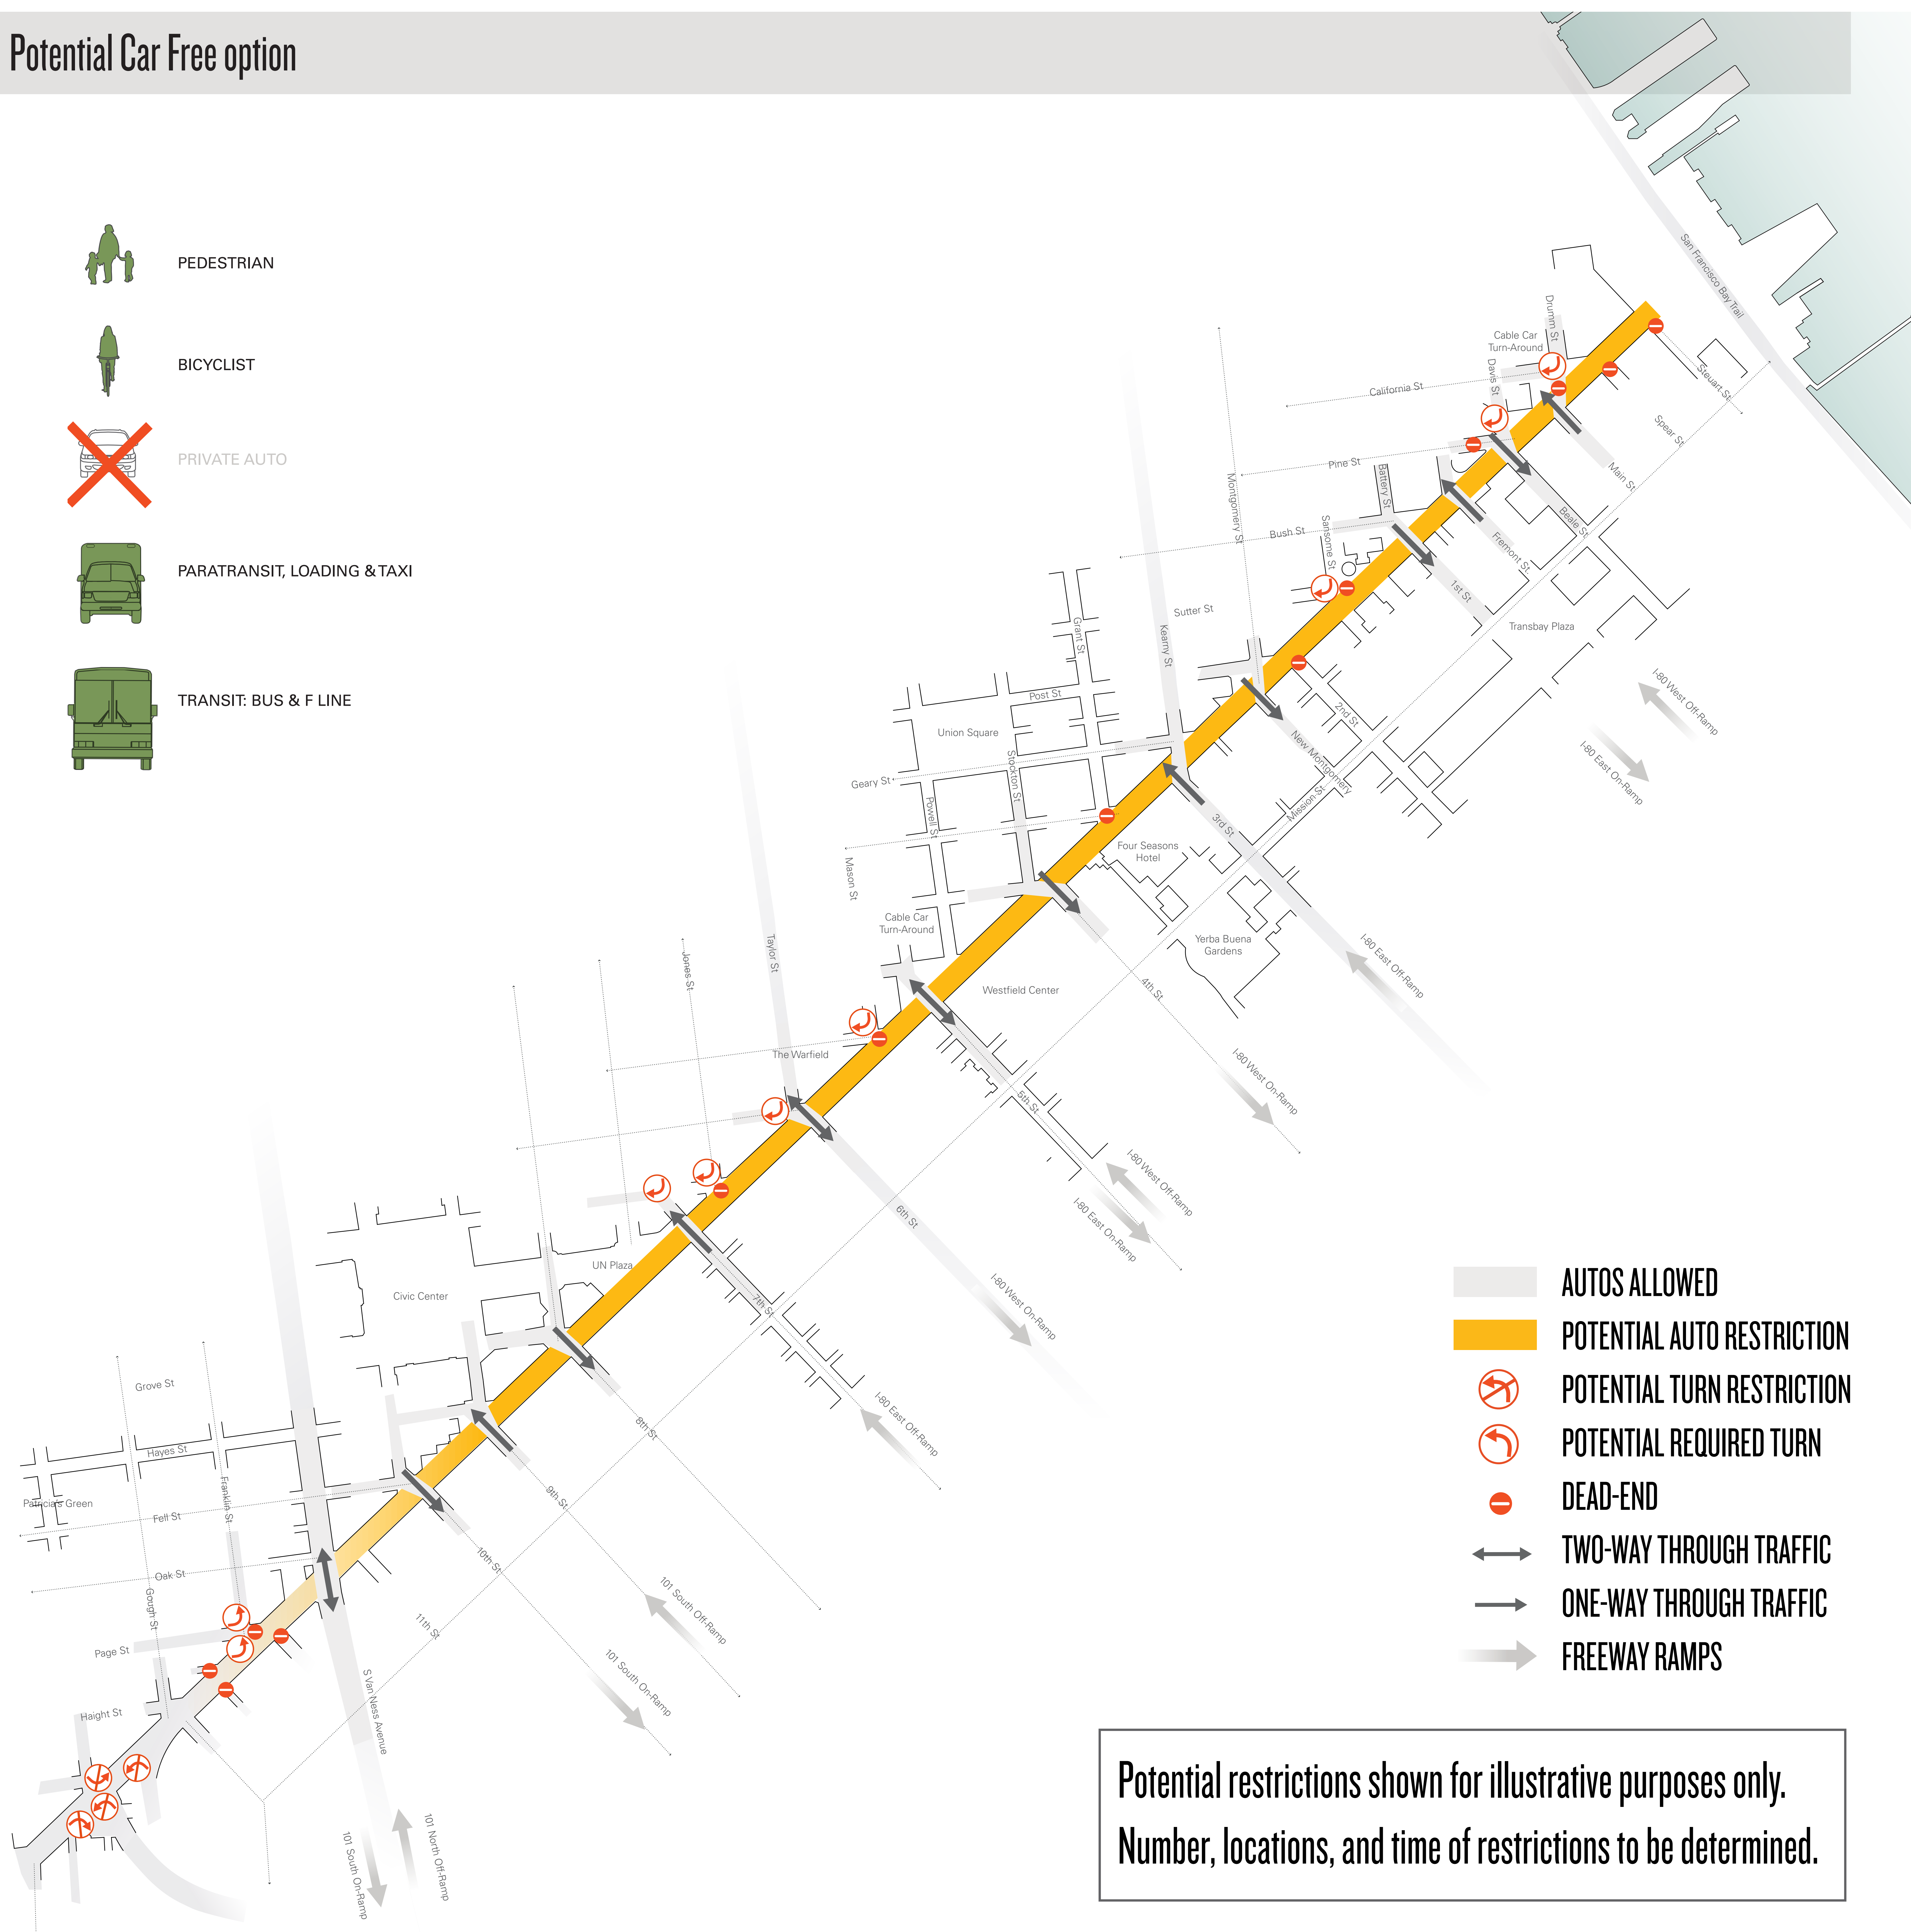 Potential Car Free option
PEDESTRIAN
BICYCLIST
PRIVATE AUTO
PARATRANSIT, LOADING & TAXI
TRANSIT: BUS & F LINE
San Francisco Bay Trail
Drumm St
Cable Car
Turn-Around
Davis St
California St
Steuart St
Spear St
Main St
Pine St
Battery St
Beale St
Montgomery St
Sansome St
Bush St
Fremont St
1st St
Transbay Plaza
Sutter St
Grant St
Kearny St
I-80 West Off-Ramp
I-80 East On-Ramp
Post St
2nd St
Union Square
New Montgomery
Stockton St
Geary St
Mission St
Powell St
3rd St
Four Seasons
Hotel
Mason St
Cable Car
Turn-Around
Yerba Buena
Gardens
I-80 East Off-Ramp
Taylor St
Jones St
Westfield Center
4th St
The Warfield
I-80 West On-Ramp
5th St
I-80 West Off-Ramp
I-80 East On-Ramp
6th St
UN Plaza
Civic Center
I-80 West On-Ramp
7th St
Grove St
I-80 East Off-Ramp
8th St
Hayes St
Franklin St
Patricia's Green
Fell St
9th St
10th St
Oak St
Gough St
101 South Off-Ramp
11th St
Page St
101 South On-Ramp
S Van Ness Avenue
Haight St
101 South On-Ramp
101 North Off-Ramp
AUTOS ALLOWED
POTENTIAL AUTO RESTRICTION
POTENTIAL TURN RESTRICTION
POTENTIAL REQUIRED TURN
DEAD-END
TWO-WAY THROUGH TRAFFIC
ONE-WAY THROUGH TRAFFIC
FREEWAY RAMPS
Potential restrictions shown for illustrative purposes only.
Number, locations, and time of restrictions to be determined.